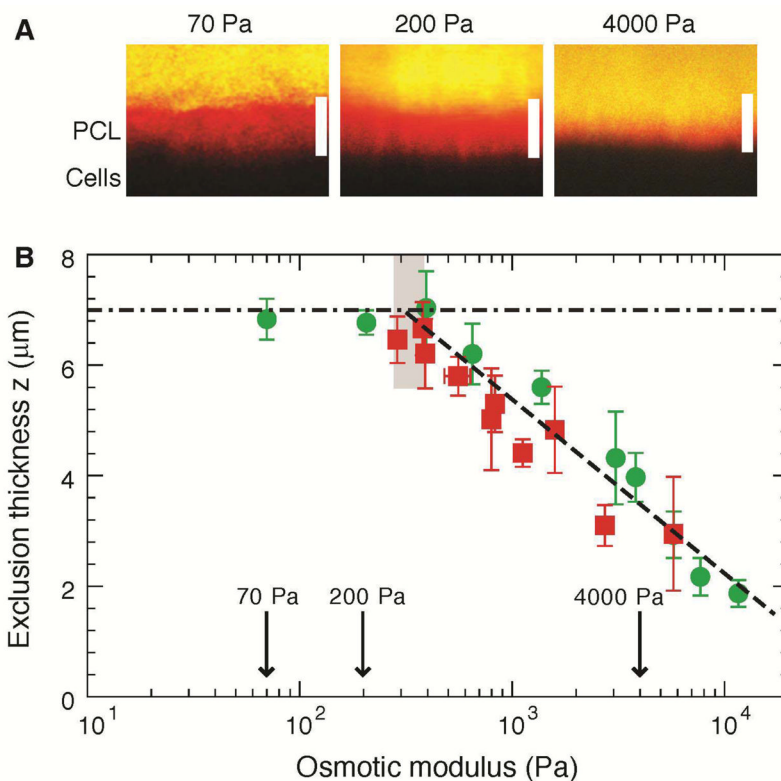 A
70 Pa 200 Pa 4000 Pa
PCL
Cells
B
8
6
4
2
0
Exclusion thickness z (μm)
70 Pa 200 Pa 4000 Pa
10¹ 10² 10³ 10⁴
Osmotic modulus (Pa)